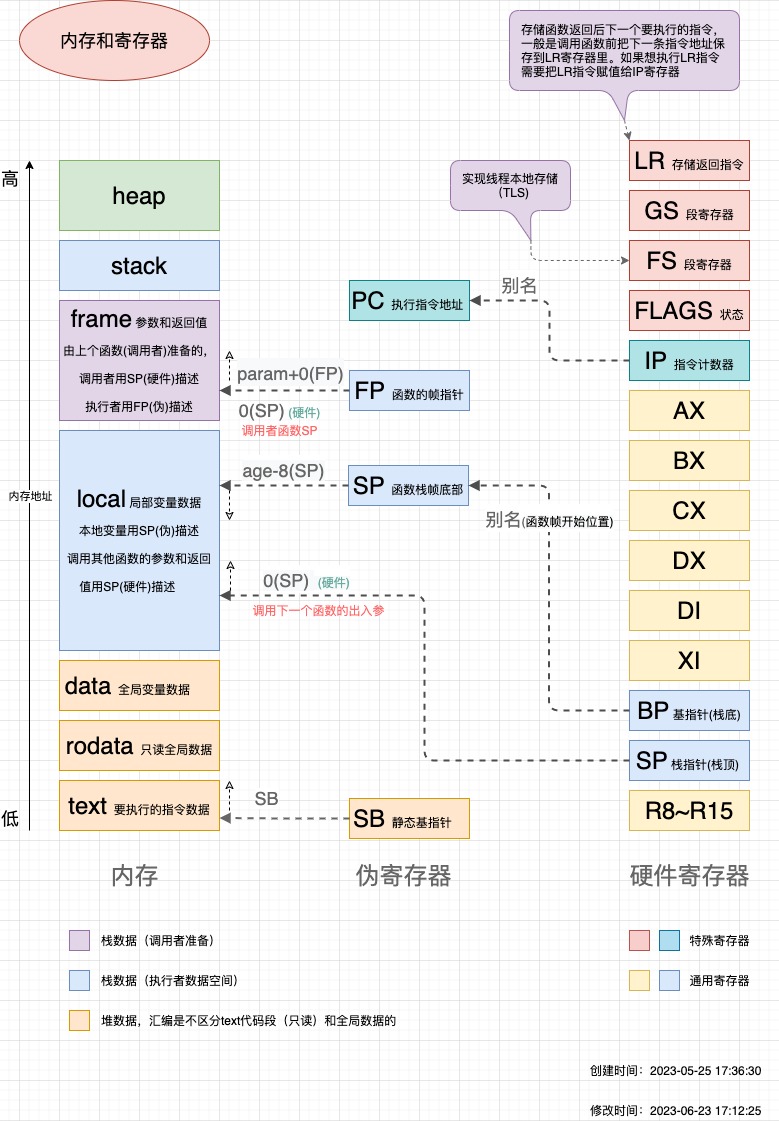 内存和寄存器
存储函数返回后下一个要执行的指令，
一般是调用函数前把下一条指令地址保
存到LR寄存器里。如果想执行LR指令
需要把LR指令赋值给IP寄存器
高
内存地址
低
heap
stack
frame 参数和返回值
由上个函数(调用者)准备的，
调用者用SP(硬件)描述
执行者用FP(伪)描述
local 局部变量数据
本地变量用SP(伪)描述
调用其他函数的参数和返回
值用SP(硬件)描述
data 全局变量数据
rodata 只读全局数据
text 要执行的指令数据
内存
param+0(FP)
0(SP) (硬件)
调用者函数SP
age-8(SP)
0(SP) (硬件)
调用下一个函数的出入参
SB
PC 执行指令地址
FP 函数的帧指针
SP 函数栈帧底部
SB 静态基指针
伪寄存器
实现线程本地存储
(TLS)
别名
别名(函数帧开始位置)
LR 存储返回指令
GS 段寄存器
FS 段寄存器
FLAGS 状态
IP 指令计数器
AX
BX
CX
DX
DI
XI
BP 基指针(栈底)
SP 栈指针(栈顶)
R8~R15
硬件寄存器
栈数据（调用者准备）
栈数据（执行者数据空间）
堆数据，汇编是不区分text代码段（只读）和全局数据的
特殊寄存器
通用寄存器
创建时间：2023-05-25 17:36:30
修改时间：2023-06-23 17:12:25